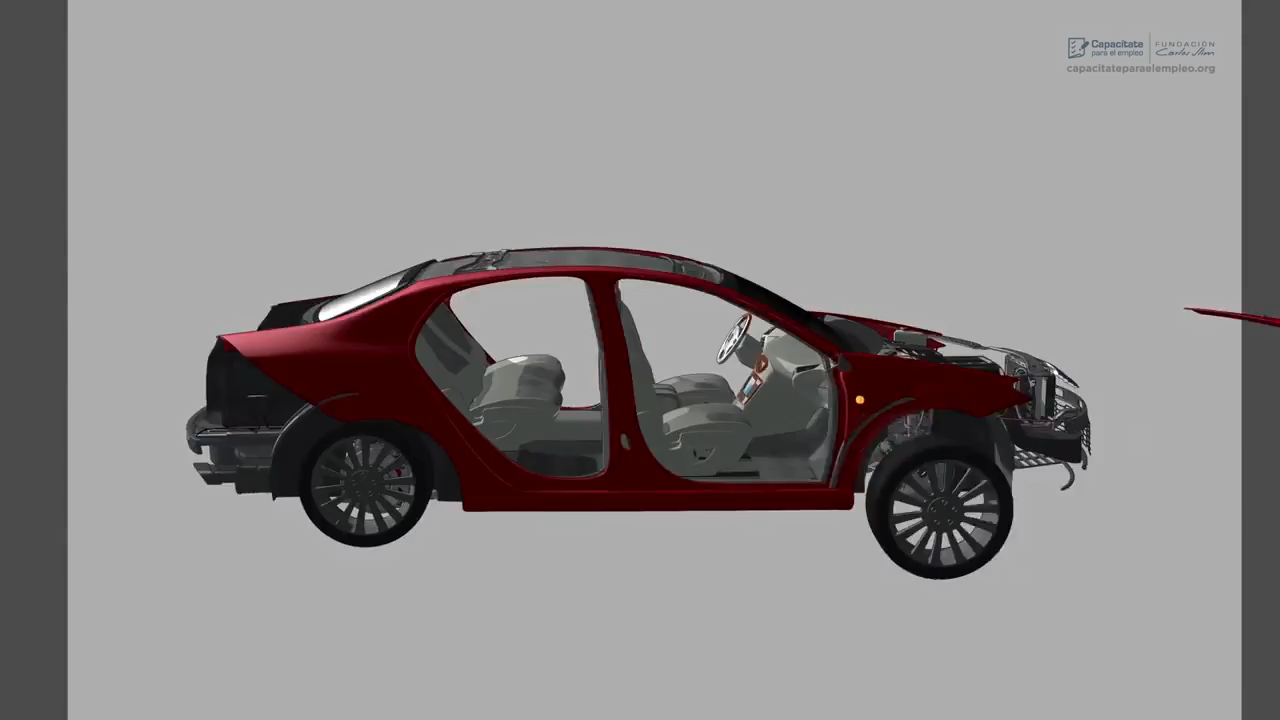 Capacítate
para el empleo
FUNDACIÓN
Carlos Slim
capacitateparaelempleo.org